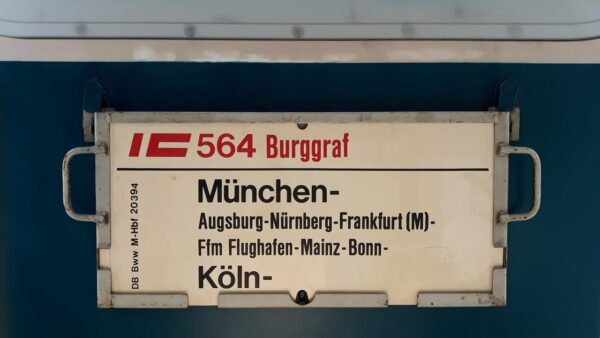 IC 564 Burggraf
München-
Augsburg-Nürnberg-Frankfurt (M)-
Ffm Flughafen-Mainz-Bonn-
Köln-
DB Bww M-Hbf 20394